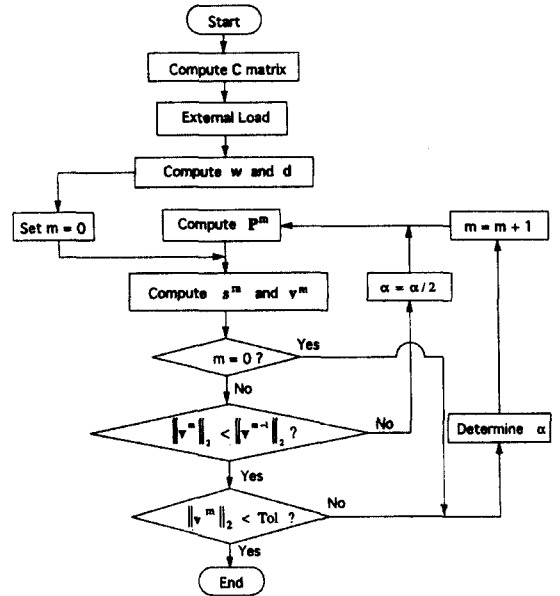 Start
Compute C matrix
External Load
Compute w and d
Set m = 0
Compute P^m
m = m + 1
Compute s^m and v^m
α = α / 2
m = 0 ?
Yes
No
‖v^m‖₂ < ‖v^{m-1}‖₂ ?
No
Determine α
Yes
‖v^m‖₂ < Tol ?
No
Yes
End